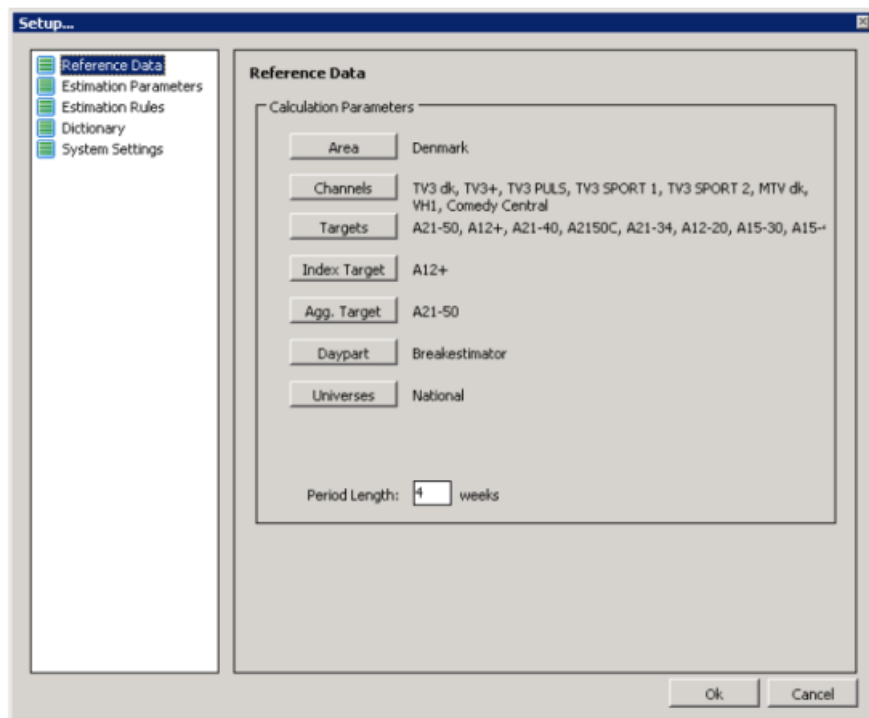 Setup...
Reference Data
Estimation Parameters
Estimation Rules
Dictionary
System Settings
Reference Data
Calculation Parameters
Area Denmark
Channels TV3 dk, TV3+, TV3 PULS, TV3 SPORT 1, TV3 SPORT 2, MTV dk,
VH1, Comedy Central
Targets A21-50, A12+, A21-40, A2150C, A21-34, A12-20, A15-30, A15-
Index Target A12+
Agg. Target A21-50
Daypart Breakestimator
Universes National
Period Length: 4 weeks
Ok Cancel